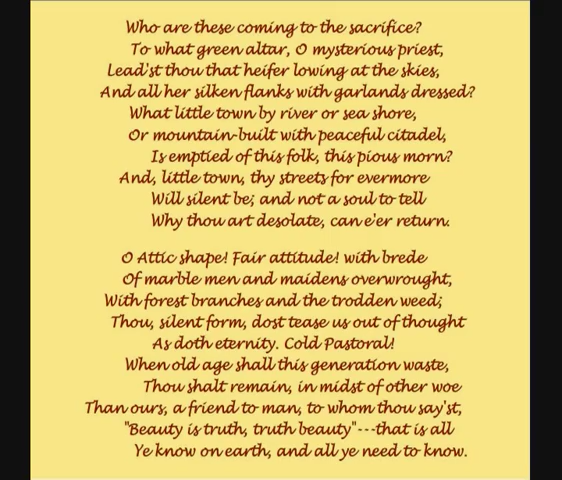 Who are these coming to the sacrifice?
To what green altar, O mysterious priest,
Lead'st thou that heifer lowing at the skies,
And all her silken flanks with garlands dressed?
What little town by river or sea shore,
Or mountain-built with peaceful citadel,
Is emptied of this folk, this pious morn?
And, little town, thy streets for evermore
Will silent be; and not a soul to tell
Why thou art desolate, can e'er return.
O Attic shape! Fair attitude! with brede
Of marble men and maidens overwrought,
With forest branches and the trodden weed;
Thou, silent form, dost tease us out of thought
As doth eternity. Cold Pastoral!
When old age shall this generation waste,
Thou shalt remain, in midst of other woe
Than ours, a friend to man, to whom thou say'st,
"Beauty is truth, truth beauty"---that is all
Ye know on earth, and all ye need to know.